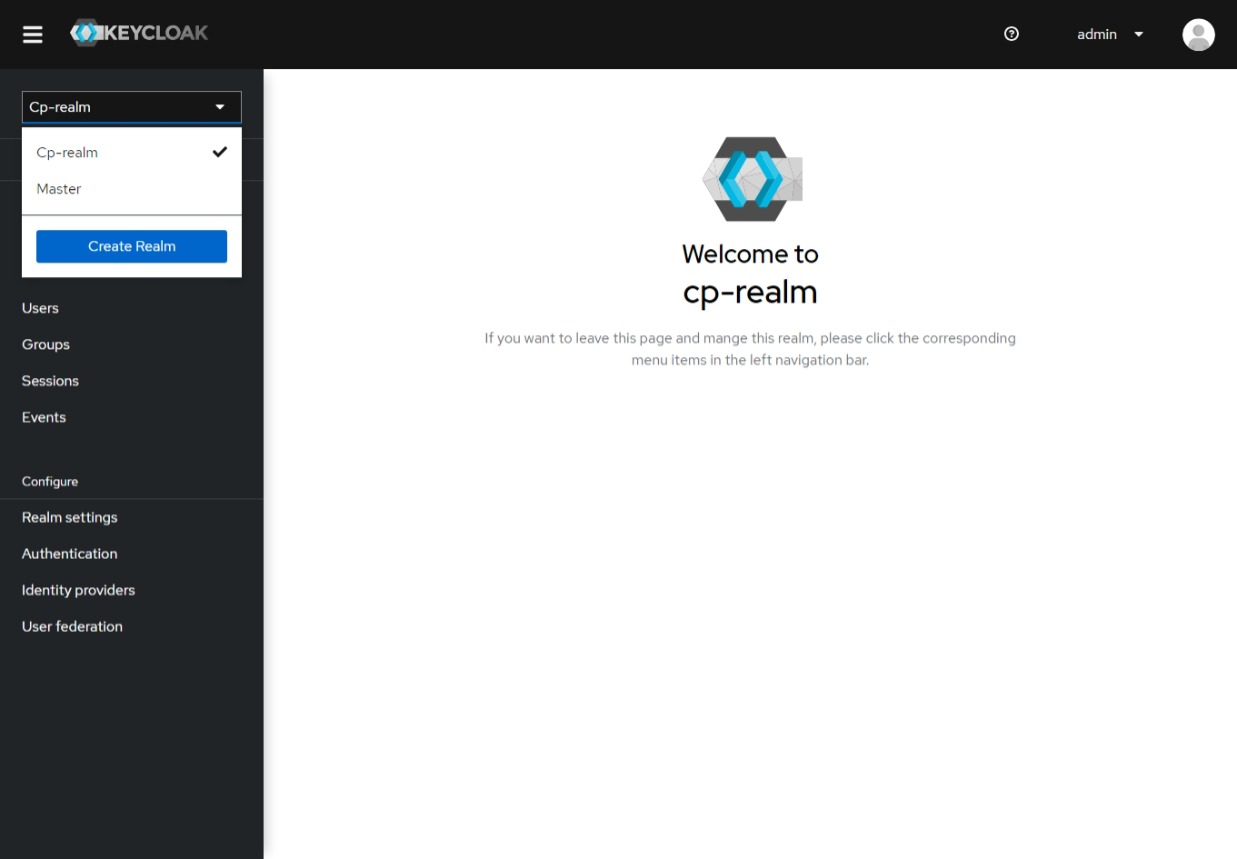 KEYCLOAK
admin
Cp-realm
Cp-realm
Master
Create Realm
Users
Groups
Sessions
Events
Configure
Realm settings
Authentication
Identity providers
User federation
Welcome to
cp-realm
If you want to leave this page and mange this realm, please click the corresponding
menu items in the left navigation bar.